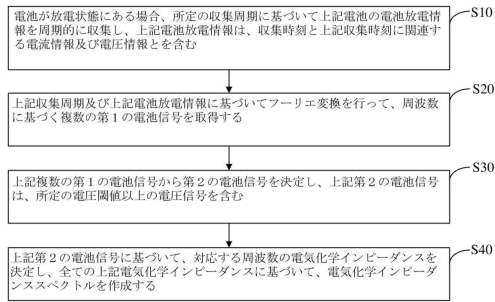 S10
電池が放電状態にある場合、所定の収集周期に基づいて上記電池の電池放電情
報を周期的に収集し、上記電池放電情報は、収集時刻と上記収集時刻に関連す
る電流情報及び電圧情報とを含む
S20
上記収集周期及び上記電池放電情報に基づいてフーリエ変換を行って、周波数
に基づく複数の第1の電池信号を取得する
S30
上記複数の第1の電池信号から第2の電池信号を決定し、上記第2の電池信号
は、所定の電圧閾値以上の電圧信号を含む
S40
上記第2の電池信号に基づいて、対応する周波数の電気化学インピーダンスを
決定し、全ての上記電気化学インピーダンスに基づいて、電気化学インピーダ
ンススペクトルを作成する